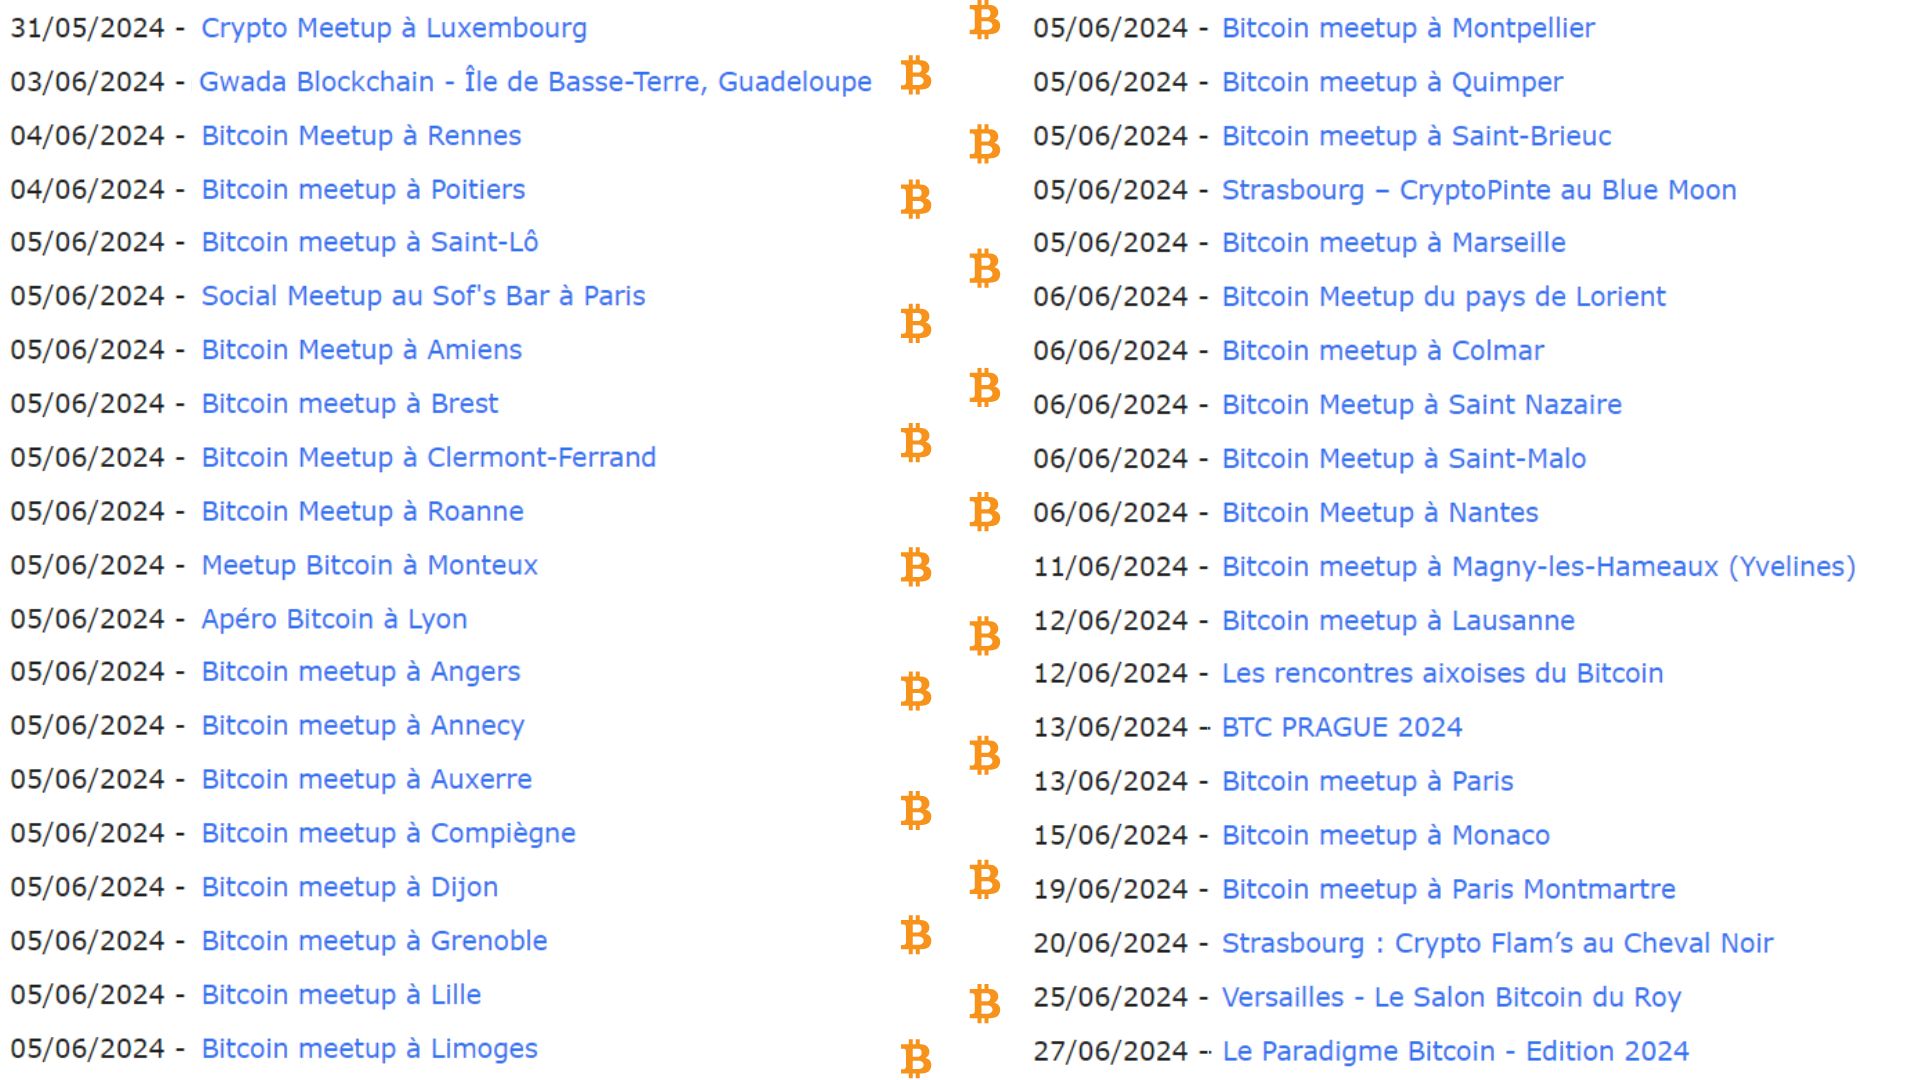 31/05/2024 - Crypto Meetup à Luxembourg
03/06/2024 - Gwada Blockchain - Île de Basse-Terre, Guadeloupe
04/06/2024 - Bitcoin Meetup à Rennes
04/06/2024 - Bitcoin meetup à Poitiers
05/06/2024 - Bitcoin meetup à Saint-Lô
05/06/2024 - Social Meetup au Sof's Bar à Paris
05/06/2024 - Bitcoin Meetup à Amiens
05/06/2024 - Bitcoin meetup à Brest
05/06/2024 - Bitcoin Meetup à Clermont-Ferrand
05/06/2024 - Bitcoin Meetup à Roanne
05/06/2024 - Meetup Bitcoin à Monteux
05/06/2024 - Apéro Bitcoin à Lyon
05/06/2024 - Bitcoin meetup à Angers
05/06/2024 - Bitcoin meetup à Annecy
05/06/2024 - Bitcoin meetup à Auxerre
05/06/2024 - Bitcoin meetup à Compiègne
05/06/2024 - Bitcoin meetup à Dijon
05/06/2024 - Bitcoin meetup à Grenoble
05/06/2024 - Bitcoin meetup à Lille
05/06/2024 - Bitcoin meetup à Limoges
05/06/2024 - Bitcoin meetup à Montpellier
05/06/2024 - Bitcoin meetup à Quimper
05/06/2024 - Bitcoin meetup à Saint-Brieuc
05/06/2024 - Strasbourg – CryptoPinte au Blue Moon
05/06/2024 - Bitcoin meetup à Marseille
06/06/2024 - Bitcoin Meetup du pays de Lorient
06/06/2024 - Bitcoin meetup à Colmar
06/06/2024 - Bitcoin Meetup à Saint Nazaire
06/06/2024 - Bitcoin Meetup à Saint-Malo
06/06/2024 - Bitcoin Meetup à Nantes
11/06/2024 - Bitcoin meetup à Magny-les-Hameaux (Yvelines)
12/06/2024 - Bitcoin meetup à Lausanne
12/06/2024 - Les rencontres aixoises du Bitcoin
13/06/2024 - BTC PRAGUE 2024
13/06/2024 - Bitcoin meetup à Paris
15/06/2024 - Bitcoin meetup à Monaco
19/06/2024 - Bitcoin meetup à Paris Montmartre
20/06/2024 - Strasbourg : Crypto Flam’s au Cheval Noir
25/06/2024 - Versailles - Le Salon Bitcoin du Roy
27/06/2024 - Le Paradigme Bitcoin - Edition 2024